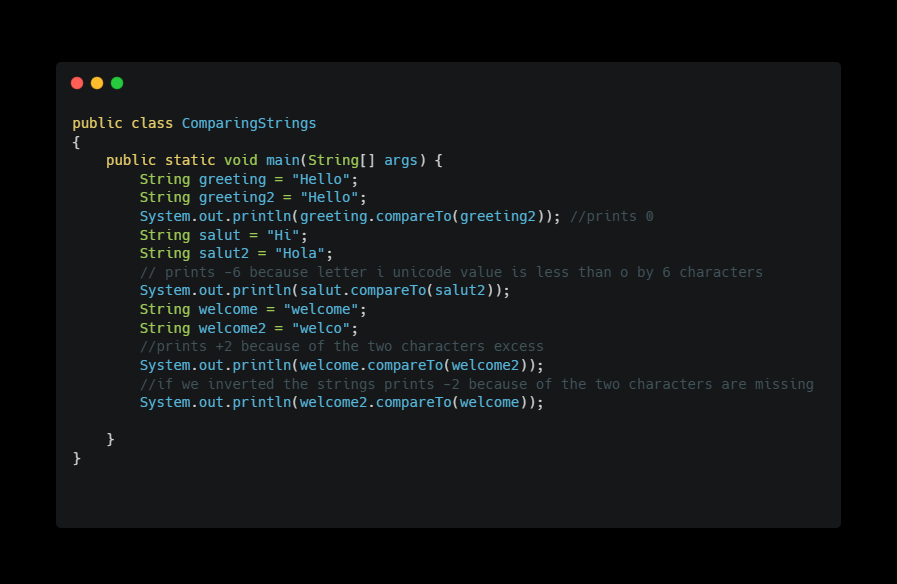 public class ComparingStrings
{
    public static void main(String[] args) {
        String greeting = "Hello";
        String greeting2 = "Hello";
        System.out.println(greeting.compareTo(greeting2)); //prints 0
        String salut = "Hi";
        String salut2 = "Hola";
        // prints -6 because letter i unicode value is less than o by 6 characters
        System.out.println(salut.compareTo(salut2));
        String welcome = "welcome";
        String welcome2 = "welco";
        //prints +2 because of the two characters excess
        System.out.println(welcome.compareTo(welcome2));
        //if we inverted the strings prints -2 because of the two characters are missing
        System.out.println(welcome2.compareTo(welcome));
    }
}